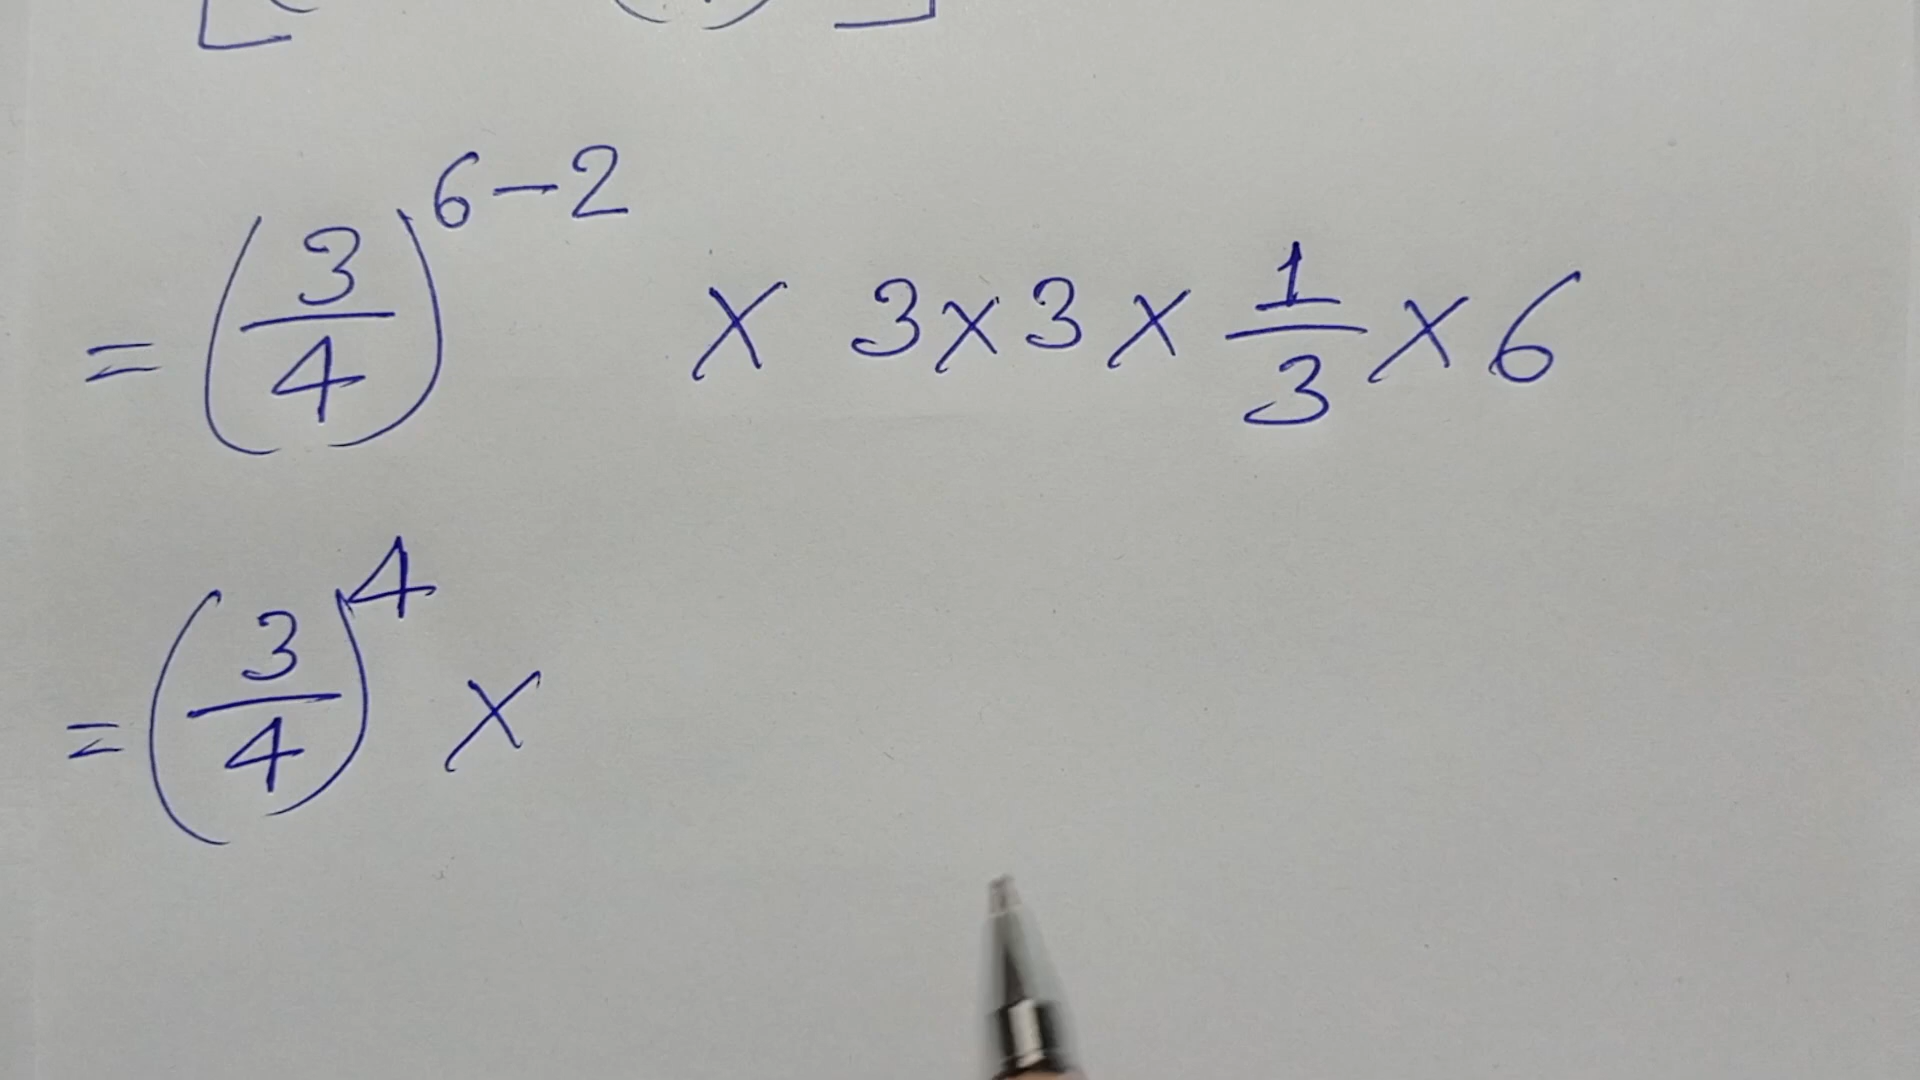 = (3/4)^{6-2} × 3×3 × 1/3 × 6
= (3/4)^4 ×